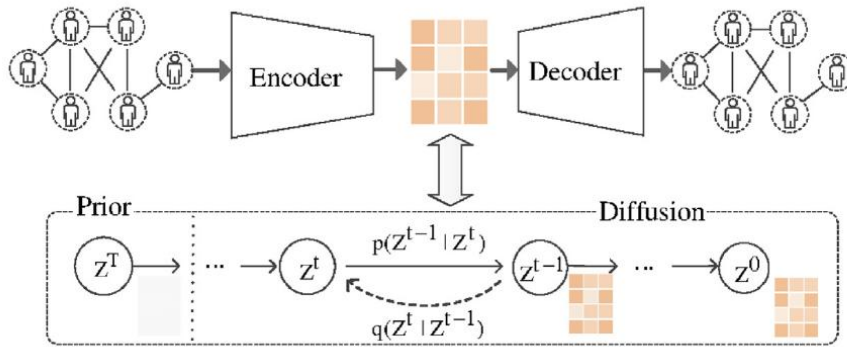 Encoder
Decoder
Prior
Diffusion
Z^T
...
Z^t
p(Z^{t-1} | Z^t)
q(Z^t | Z^{t-1})
Z^{t-1}
...
Z^0